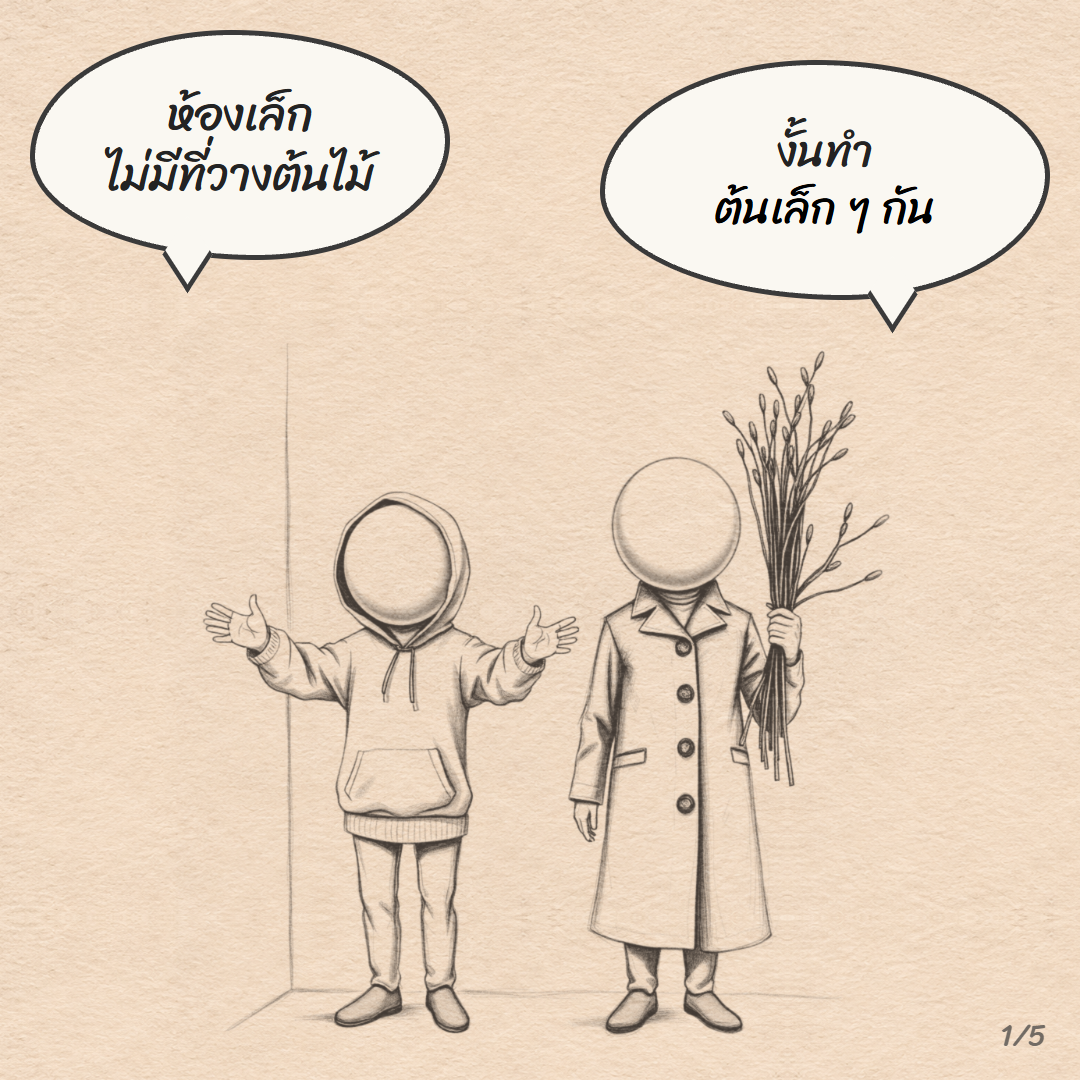 ห้องเล็ก
ไม่มีที่วางต้นไม้
งั้นทำ
ต้นเล็ก ๆ กัน
1/5